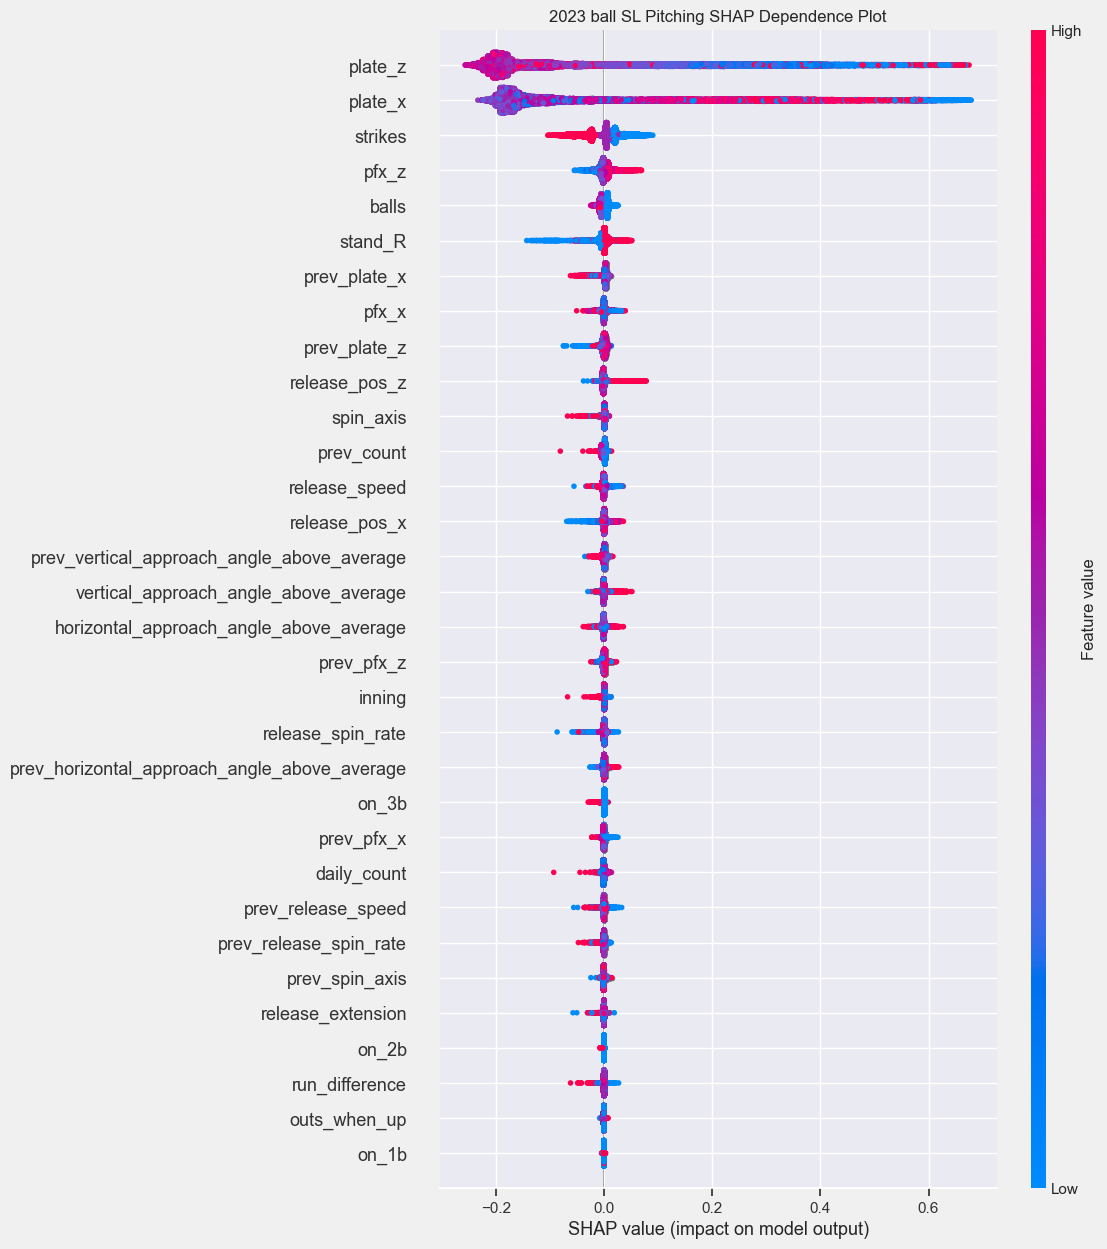 2023 ball SL Pitching SHAP Dependence Plot
High
plate_z
plate_x
strikes
pfx_z
balls
stand_R
prev_plate_x
pfx_x
prev_plate_z
release_pos_z
spin_axis
prev_count
release_speed
release_pos_x
prev_vertical_approach_angle_above_average
vertical_approach_angle_above_average
horizontal_approach_angle_above_average
prev_pfx_z
inning
release_spin_rate
prev_horizontal_approach_angle_above_average
on_3b
prev_pfx_x
daily_count
prev_release_speed
prev_release_spin_rate
prev_spin_axis
release_extension
on_2b
run_difference
outs_when_up
on_1b
Feature value
Low
−0.2 0.0 0.2 0.4 0.6
SHAP value (impact on model output)